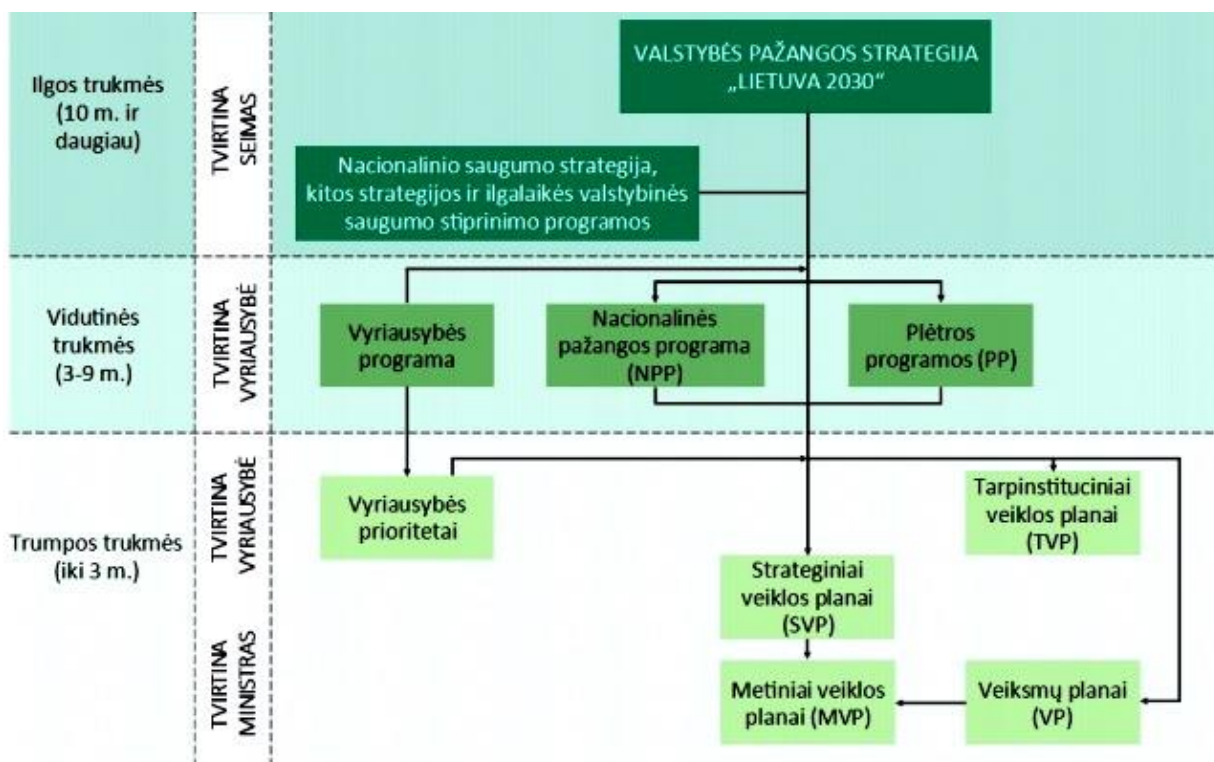 VALSTYBĖS PAŽANGOS STRATEGIJA
„LIETUVA 2030“
Ilgos trukmės
(10 m. ir
daugiau)
TVIRTINA
SEIMAS
Nacionalinio saugumo strategija,
kitos strategijos ir ilgalaikės valstybinės
saugumo stiprinimo programos
Vidutinės
trukmės
(3-9 m.)
TVIRTINA
VYRIAUSYBĖ
Vyriausybės
programa
Nacionalinės
pažangos programa
(NPP)
Plėtros
programos (PP)
Trumpos trukmės
(iki 3 m.)
TVIRTINA
VYRIAUSYBĖ
Vyriausybės
prioritetai
Tarpinstituciniai
veiklos planai
(TVP)
Strateginiai
veiklos planai
(SVP)
TVIRTINA
MINISTRAS
Metiniai veiklos
planai (MVP)
Veiksmų planai
(VP)